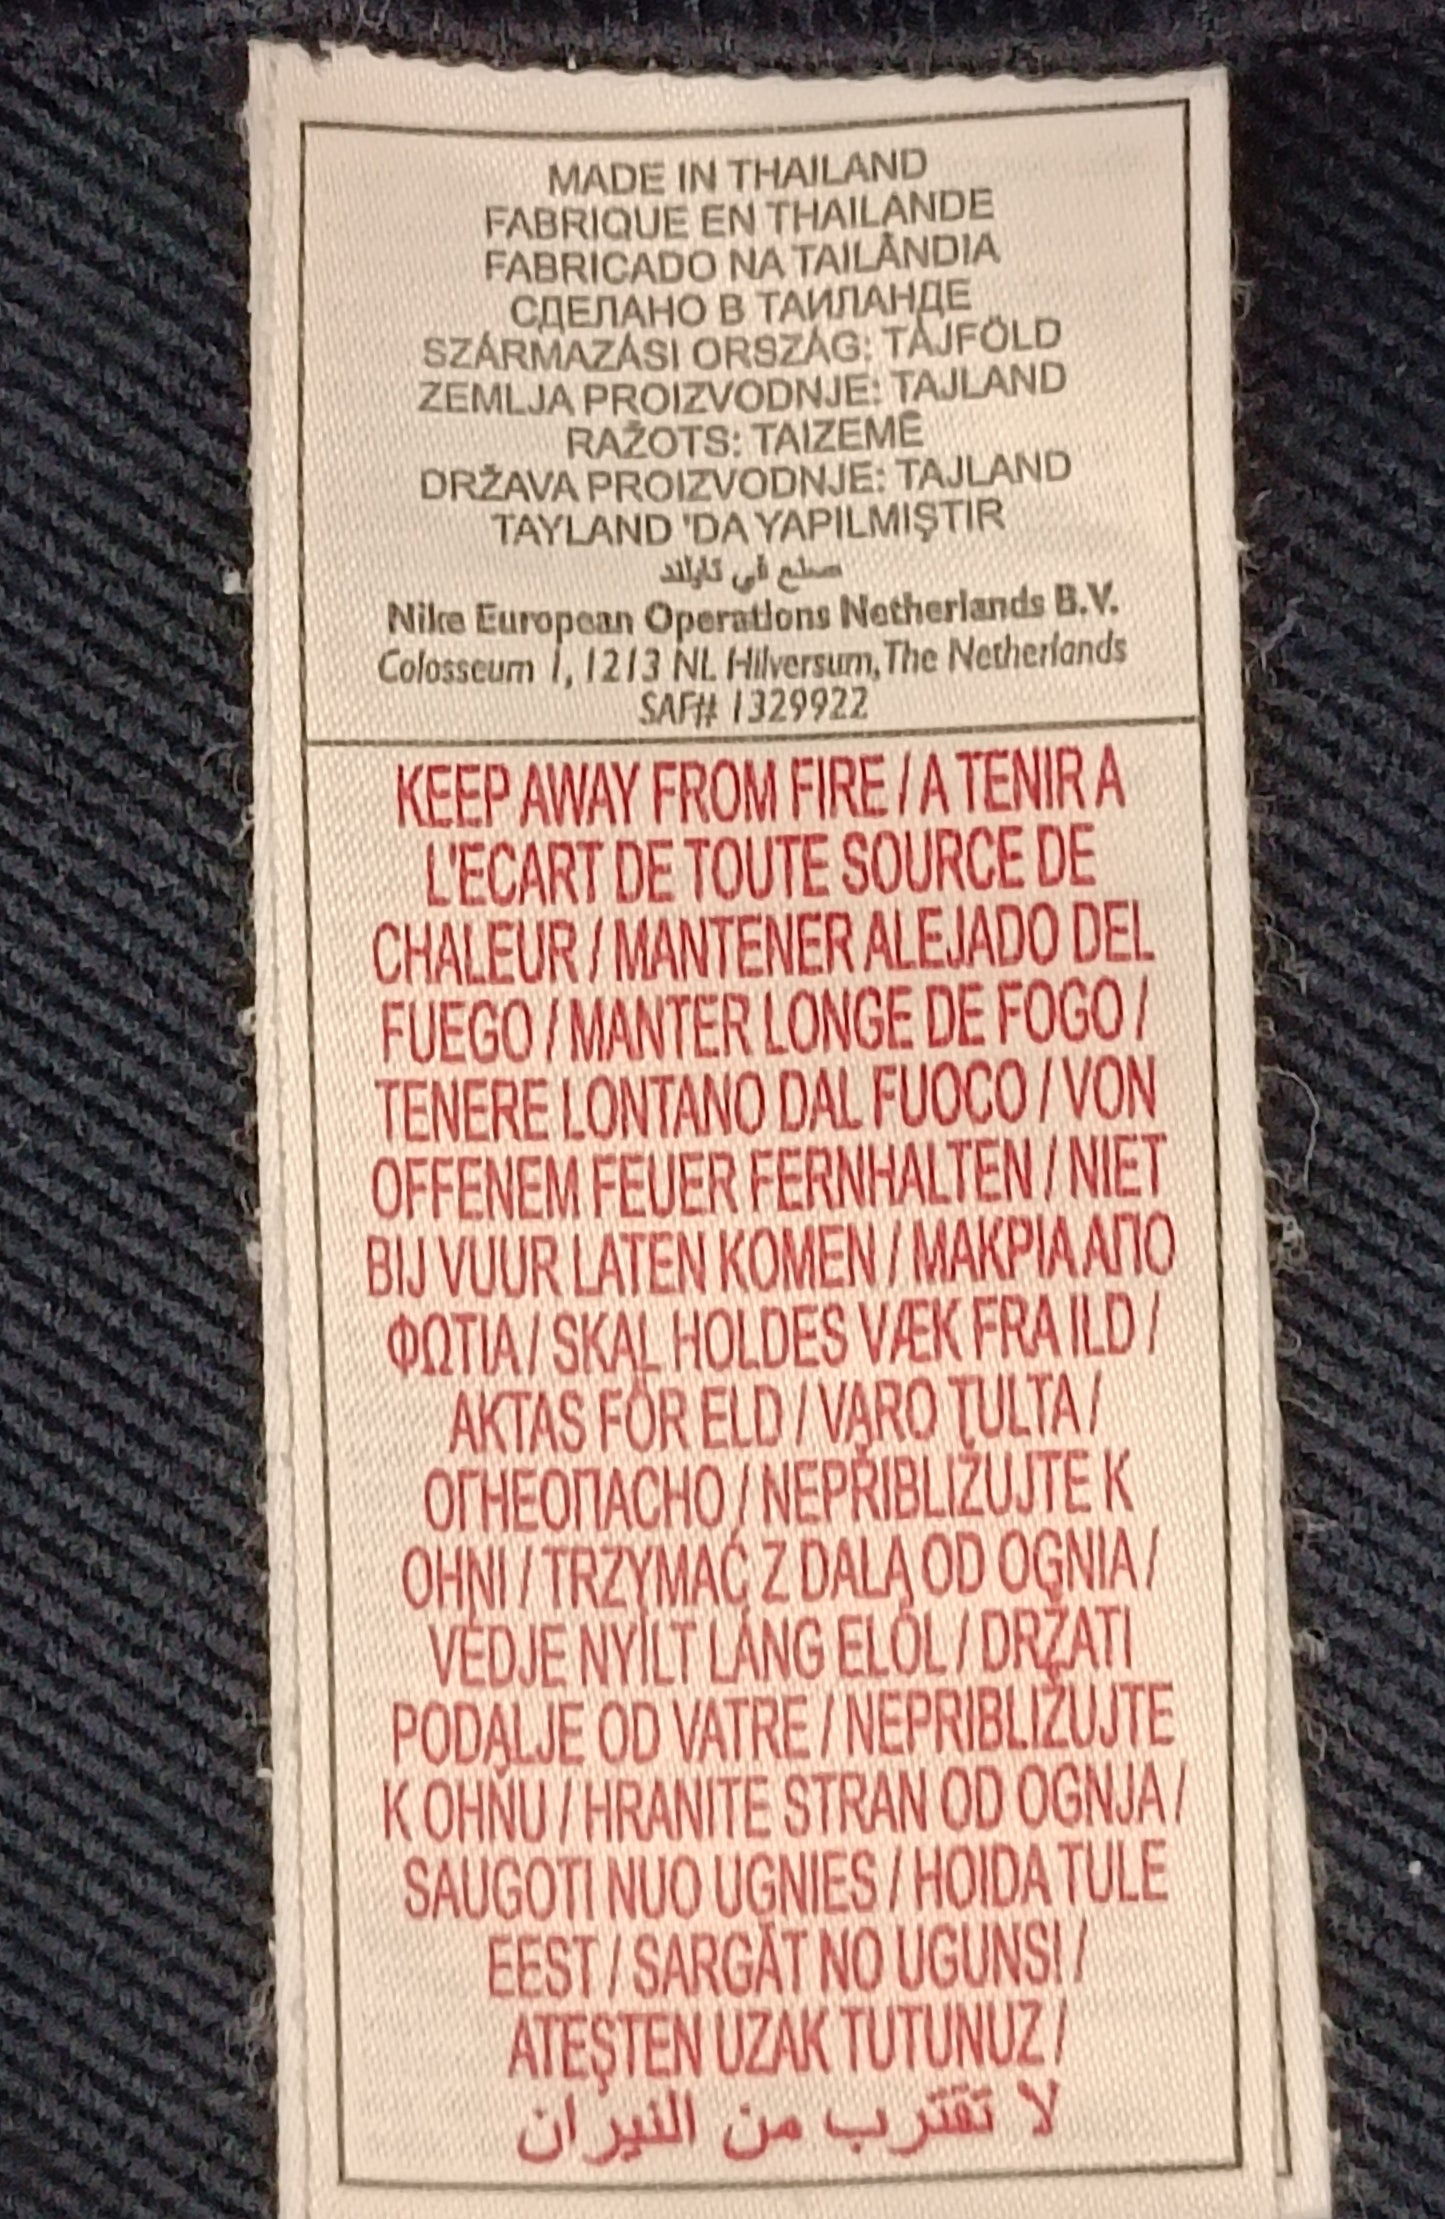 MADE IN THAILAND
FABRIQUE EN THAILANDE
FABRICADO NA TAILÂNDIA
СДЕЛАНО В ТАИЛАНДЕ
SZÁRMAZÁSI ORSZÁG: TÁJFÖLD
ZEMLJA PROIZVODNJE: TAJLAND
RAŽOTS: TAIZEMĒ
DRŽAVA PROIZVODNJE: TAJLAND
TAYLAND 'DA YAPILMIŞTIR
صنع في تايلاند
Nike European Operations Netherlands B.V.
Colosseum 1, 1213 NL Hilversum, The Netherlands
SAF# 1329922
KEEP AWAY FROM FIRE / A TENIR A
L'ECART DE TOUTE SOURCE DE
CHALEUR / MANTENER ALEJADO DEL
FUEGO / MANTER LONGE DE FOGO /
TENERE LONTANO DAL FUOCO / VON
OFFENEM FEUER FERNHALTEN / NIET
BIJ VUUR LATEN KOMEN / ΜΑΚΡΙΑ ΑΠΟ
ΦΩΤΙΑ / SKAL HOLDES VÆK FRA ILD /
AKTAS FÖR ELD / VARO TULTA /
ОГНЕОПАСНО / NEPŘIBLIŽUJTE K
OHNI / TRZYMAĆ Z DALA OD OGNIA /
VÉDJE NYÍLT LÁNG ELŐL / DRŽATI
PODALJE OD VATRE / NEPRIBLIŽUJTE
K OHŇU / HRANITE STRAN OD OGNJA /
SAUGOTI NUO UGNIES / HOIDA TULE
EEST / SARGĀT NO UGUNS! /
ATEŞTEN UZAK TUTUNUZ /
لا تقترب من النيران